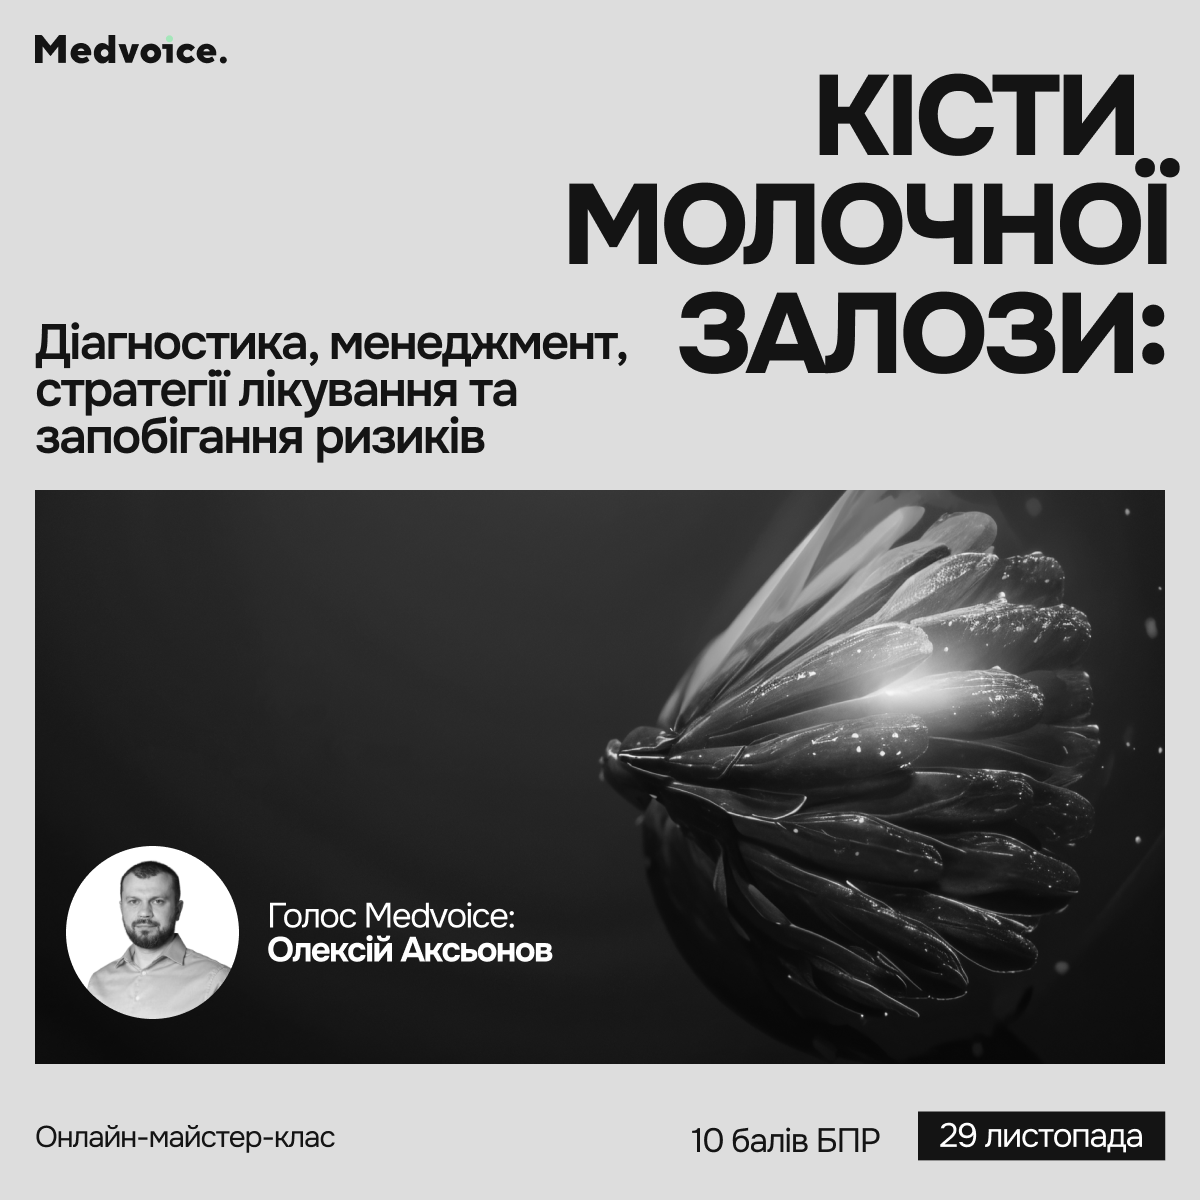 Medvoice.
КІСТИ
МОЛОЧНОЇ
ЗАЛОЗИ:
Діагностика, менеджмент,
стратегії лікування та
запобігання ризиків
Голос Medvoice:
Олексій Аксьонов
Онлайн-майстер-клас
10 балів БПР
29 листопада